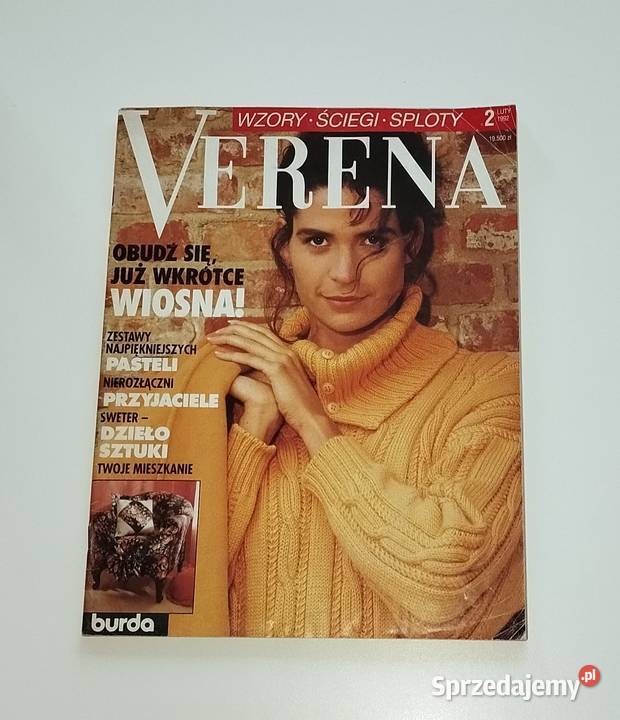 WZORY · ŚCIEGI · SPLOTY 2 LUTY 1992
19.500 zł
VERENA
OBUDŹ SIĘ,
JUŻ WKRÓTCE
WIOSNA!
ZESTAWY
NAJPIĘKNIEJSZYCH
PASTELI
NIEROZŁĄCZNI
PRZYJACIELE
SWETER –
DZIEŁO
SZTUKI
TWOJE MIESZKANIE
burda
Sprzedajemy.pl